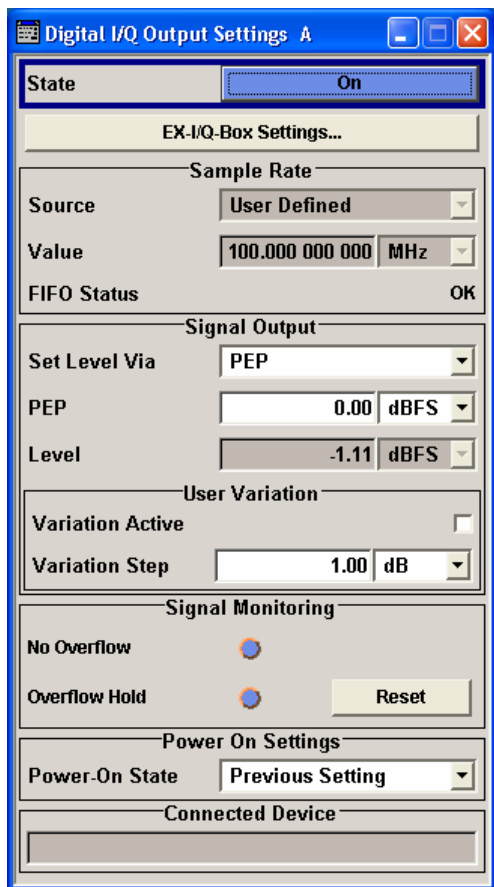 Digital I/Q Output Settings A
State On
EX-I/Q-Box Settings...
Sample Rate
Source User Defined
Value 100.000 000 000 MHz
FIFO Status OK
Signal Output
Set Level Via PEP
PEP 0.00 dBFS
Level -1.11 dBFS
User Variation
Variation Active
Variation Step 1.00 dB
Signal Monitoring
No Overflow
Overflow Hold Reset
Power On Settings
Power-On State Previous Setting
Connected Device